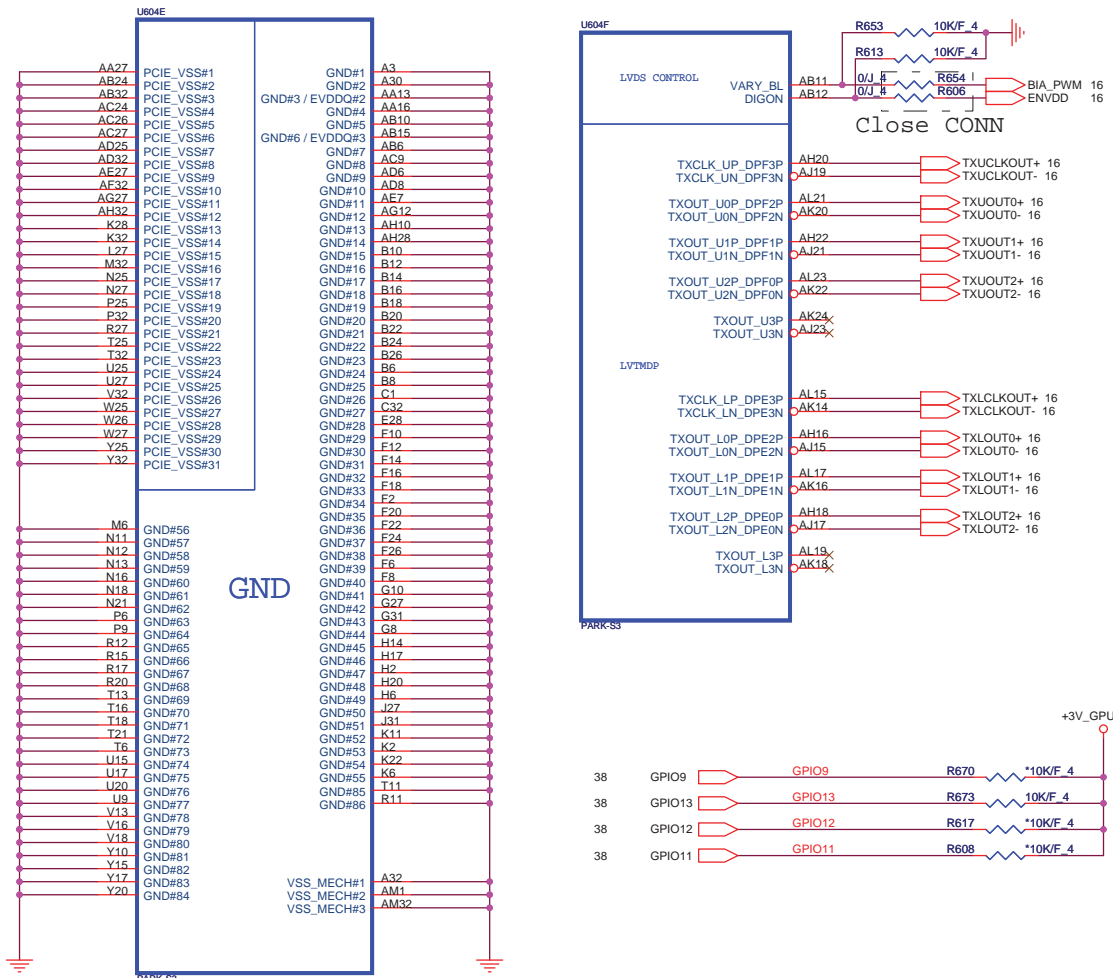 U604E
AA27 PCIE_VSS#1 GND#1 A3
AB24 PCIE_VSS#2 GND#2 A30
AB32 PCIE_VSS#3 GND#3 / EVDDQ#2 AA13
AC24 PCIE_VSS#4 GND#4 AA16
AC26 PCIE_VSS#5 GND#5 AB10
AC27 PCIE_VSS#6 GND#6 / EVDDQ#3 AB15
AD25 PCIE_VSS#7 GND#7 AB6
AD32 PCIE_VSS#8 GND#8 AC9
AE27 PCIE_VSS#9 GND#9 AD6
AF32 PCIE_VSS#10 GND#10 AD8
AG27 PCIE_VSS#11 GND#11 AE7
AH32 PCIE_VSS#12 GND#12 AG12
K28 PCIE_VSS#13 GND#13 AH10
K32 PCIE_VSS#14 GND#14 AH28
L27 PCIE_VSS#15 GND#15 B10
M32 PCIE_VSS#16 GND#16 B12
N25 PCIE_VSS#17 GND#17 B14
N27 PCIE_VSS#18 GND#18 B16
P25 PCIE_VSS#19 GND#19 B18
P32 PCIE_VSS#20 GND#20 B20
R27 PCIE_VSS#21 GND#21 B22
T25 PCIE_VSS#22 GND#22 B24
T32 PCIE_VSS#23 GND#23 B26
U25 PCIE_VSS#24 GND#24 B6
U27 PCIE_VSS#25 GND#25 B8
V32 PCIE_VSS#26 GND#26 C1
W25 PCIE_VSS#27 GND#27 C32
W26 PCIE_VSS#28 GND#28 E28
W27 PCIE_VSS#29 GND#29 F10
Y25 PCIE_VSS#30 GND#30 F12
Y32 PCIE_VSS#31 GND#31 F14
GND#32 F16
GND#33 F18
GND#34 F2
GND#35 F20
M6 GND#56 GND#36 F22
N11 GND#57 GND#37 F24
N12 GND#58 GND#38 F26
N13 GND#59 GND#39 F6
N16 GND#60 GND#40 F8
N18 GND#61 GND#41 G10
N21 GND#62 GND#42 G27
P6 GND#63 GND#43 G31
P9 GND#64 GND#44 G8
R12 GND#65 GND#45 H14
R15 GND#66 GND#46 H17
R17 GND#67 GND#47 H2
R20 GND#68 GND#48 H20
T13 GND#69 GND#49 H6
T16 GND#70 GND#50 J27
T18 GND#71 GND#51 J31
T21 GND#72 GND#52 K11
T6 GND#73 GND#53 K2
U15 GND#74 GND#54 K22
U17 GND#75 GND#55 K6
U20 GND#76 GND#85 T11
U9 GND#77 GND#86 R11
V13 GND#78
V16 GND#79
V18 GND#80
Y10 GND#81
Y15 GND#82
Y17 GND#83 VSS_MECH#1 A32
Y20 GND#84 VSS_MECH#2 AM1
VSS_MECH#3 AM32
GND
PARK-S3
U604F
R653 10K/F_4
R613 10K/F_4
LVDS CONTROL
VARY_BL AB11 0/J_4 R654 BIA_PWM 16
DIGON AB12 0/J_4 R606 ENVDD 16
Close CONN
TXCLK_UP_DPF3P AH20 TXUCLKOUT+ 16
TXCLK_UN_DPF3N AJ19 TXUCLKOUT- 16
TXOUT_U0P_DPF2P AL21 TXUOUT0+ 16
TXOUT_U0N_DPF2N AK20 TXUOUT0- 16
TXOUT_U1P_DPF1P AH22 TXUOUT1+ 16
TXOUT_U1N_DPF1N AJ21 TXUOUT1- 16
TXOUT_U2P_DPF0P AL23 TXUOUT2+ 16
TXOUT_U2N_DPF0N AK22 TXUOUT2- 16
TXOUT_U3P AK24
TXOUT_U3N AJ23
LVTMDP
TXCLK_LP_DPE3P AL15 TXLCLKOUT+ 16
TXCLK_LN_DPE3N AK14 TXLCLKOUT- 16
TXOUT_L0P_DPE2P AH16 TXLOUT0+ 16
TXOUT_L0N_DPE2N AJ15 TXLOUT0- 16
TXOUT_L1P_DPE1P AL17 TXLOUT1+ 16
TXOUT_L1N_DPE1N AK16 TXLOUT1- 16
TXOUT_L2P_DPE0P AH18 TXLOUT2+ 16
TXOUT_L2N_DPE0N AJ17 TXLOUT2- 16
TXOUT_L3P AL19
TXOUT_L3N AK18
PARK-S3
+3V_GPU
38 GPIO9 GPIO9 R670 *10K/F_4
38 GPIO13 GPIO13 R673 10K/F_4
38 GPIO12 GPIO12 R617 *10K/F_4
38 GPIO11 GPIO11 R608 *10K/F_4